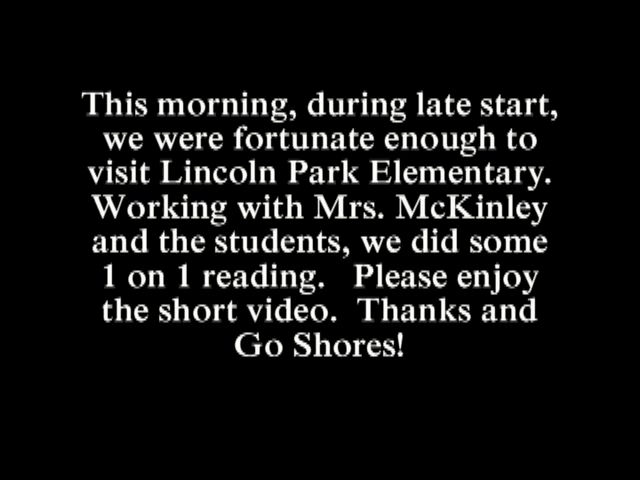 This morning, during late start,
we were fortunate enough to
visit Lincoln Park Elementary.
Working with Mrs. McKinley
and the students, we did some
1 on 1 reading.   Please enjoy
the short video.  Thanks and
Go Shores!